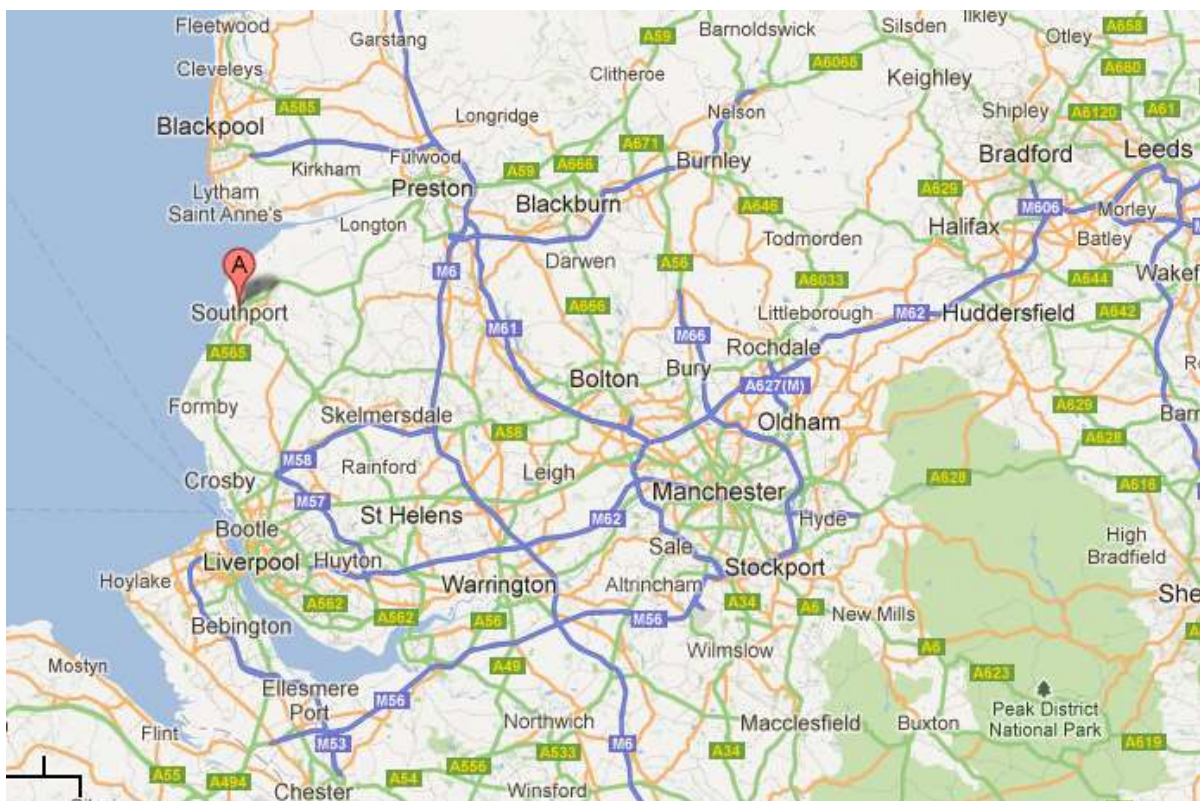 Fleetwood
Garstang
A59
Barnoldswick
Silsden
Ilkley
A658
Otley
Cleveleys
Clitheroe
A6068
Keighley
A660
A585
Longridge
Nelson
Shipley
A6120
A61
Blackpool
Fulwood
A671
Bradford
Leeds
Kirkham
A59
A666
Burnley
Lytham
Saint Anne's
Preston
Blackburn
A629
M606
Morley
Longton
A646
Halifax
Batley
Todmorden
A
Darwen
A56
M6
A6033
A644
Wakef
Southport
A666
Littleborough
M62
Huddersfield
A642
M61
M66
A565
Rochdale
Bury
Bolton
A627(M)
Formby
Skelmersdale
A629
Barn
Oldham
A58
A628
M58
Rainford
Leigh
Crosby
A628
A616
Manchester
M57
St Helens
M62
Hyde
Bootle
High
Bradfield
Sale
Liverpool
Huyton
Stockport
Hoylake
Warrington
Altrincham
She
A562
A562
A34
A6
New Mills
Bebington
A56
M56
A6
Wilmslow
Mostyn
A49
A623
Ellesmere
Port
M56
Peak District
National Park
Flint
Northwich
Macclesfield
Buxton
M53
M6
A619
A533
A34
A55
A494
A54
A556
Chester
Winsford